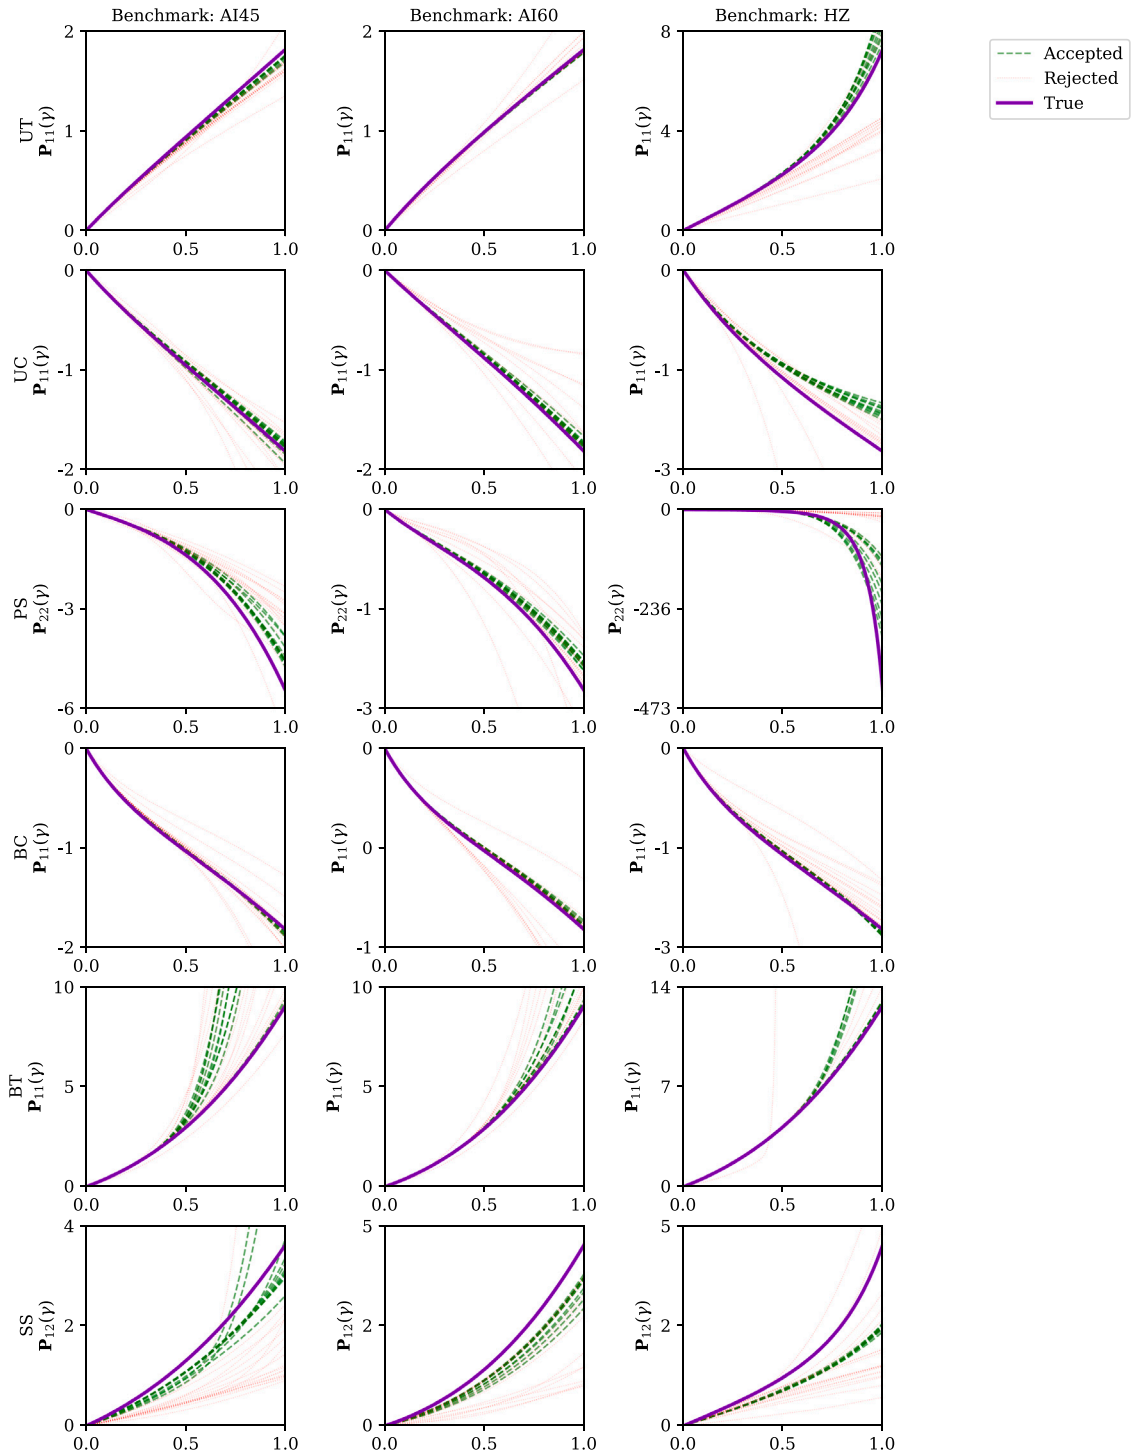 Benchmark: AI45
Benchmark: AI60
Benchmark: HZ
Accepted
Rejected
True
UT
P₁₁(γ)
2
1
0
0.0 0.5 1.0
P₁₁(γ)
2
1
0
0.0 0.5 1.0
P₁₁(γ)
8
4
0
0.0 0.5 1.0
UC
P₁₁(γ)
0
-1
-2
0.0 0.5 1.0
P₁₁(γ)
0
-1
-2
0.0 0.5 1.0
P₁₁(γ)
0
-1
-3
0.0 0.5 1.0
PS
P₂₂(γ)
0
-3
-6
0.0 0.5 1.0
P₂₂(γ)
0
-1
-3
0.0 0.5 1.0
P₂₂(γ)
0
-236
-473
0.0 0.5 1.0
BC
P₁₁(γ)
0
-1
-2
0.0 0.5 1.0
P₁₁(γ)
0
0
-1
0.0 0.5 1.0
P₁₁(γ)
0
-1
-3
0.0 0.5 1.0
BT
P₁₁(γ)
10
5
0
0.0 0.5 1.0
P₁₁(γ)
10
5
0
0.0 0.5 1.0
P₁₁(γ)
14
7
0
0.0 0.5 1.0
SS
P₁₂(γ)
4
2
0
0.0 0.5 1.0
P₁₂(γ)
5
2
0
0.0 0.5 1.0
P₁₂(γ)
5
2
0
0.0 0.5 1.0